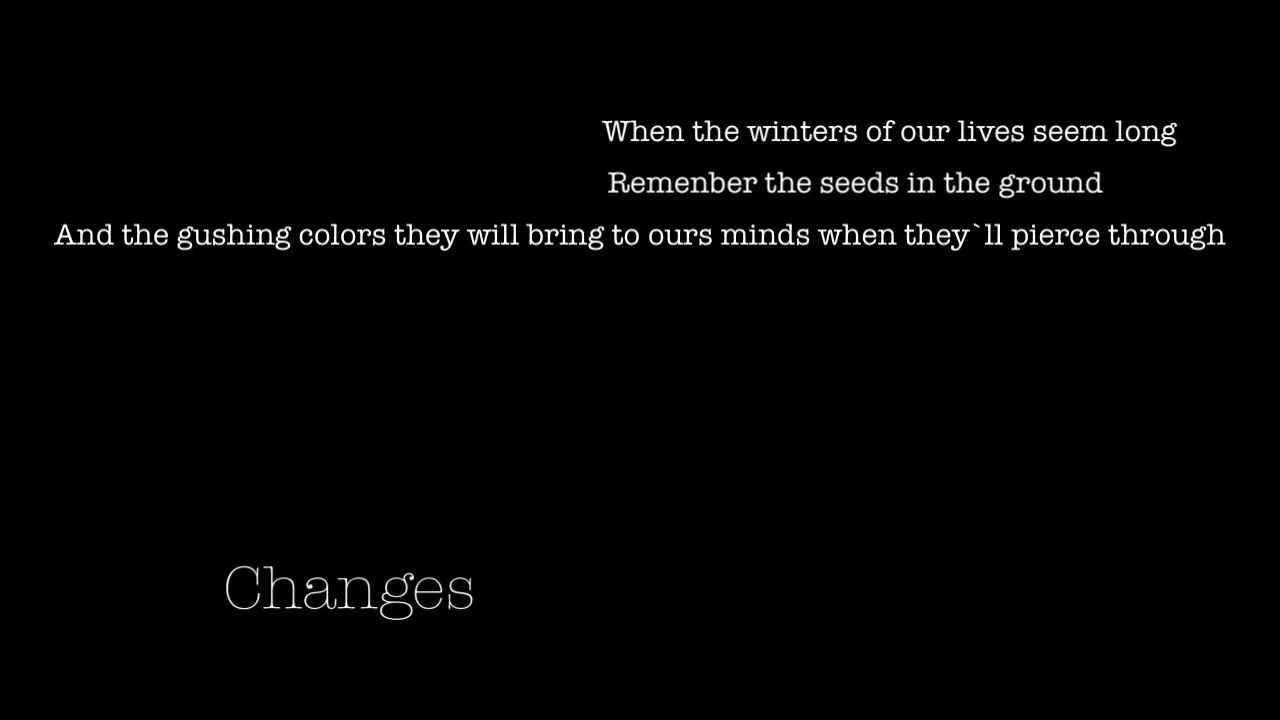 When the winters of our lives seem long
Remenber the seeds in the ground
And the gushing colors they will bring to ours minds when they`ll pierce through
Changes